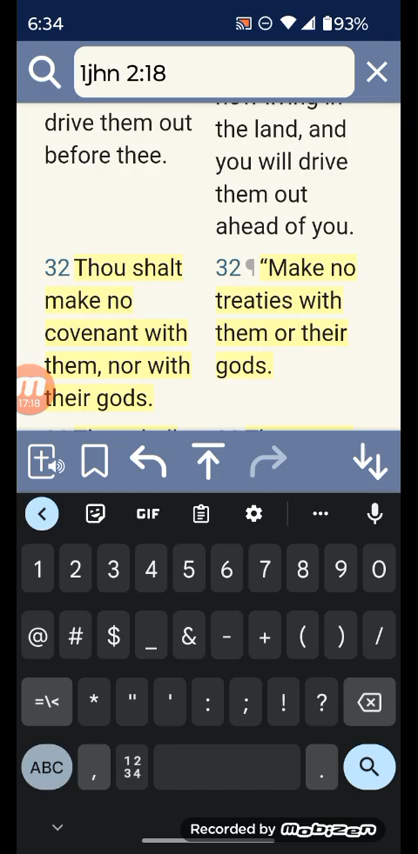 6:34 93%
1jhn 2:18
drive them out
before thee.
the land, and
you will drive
them out
ahead of you.
32 Thou shalt
make no
covenant with
them, nor with
their gods.
32 ¶ “Make no
treaties with
them or their
gods.
17:18
GIF
1 2 3 4 5 6 7 8 9 0
@ # $ _ & - + ( ) /
=\< * " ' : ; ! ?
ABC , 12 .
34
Recorded by mobizen